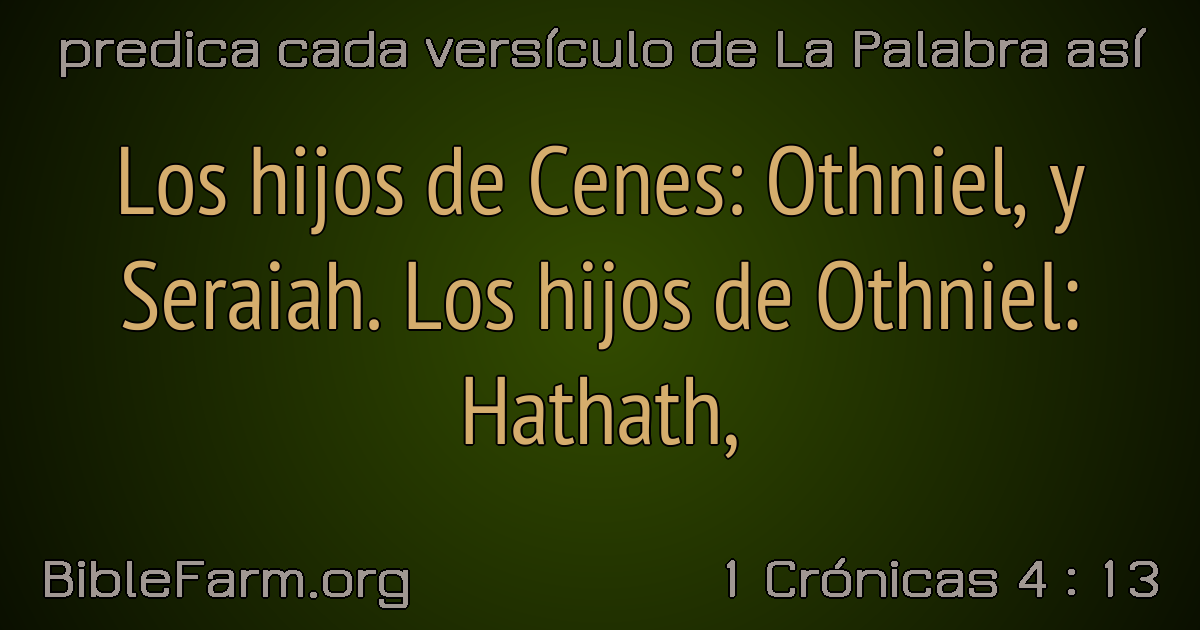 predica cada versículo de La Palabra así
Los hijos de Cenes: Othniel, y
Seraiah. Los hijos de Othniel:
Hathath,
BibleFarm.org
1 Crónicas 4 : 13